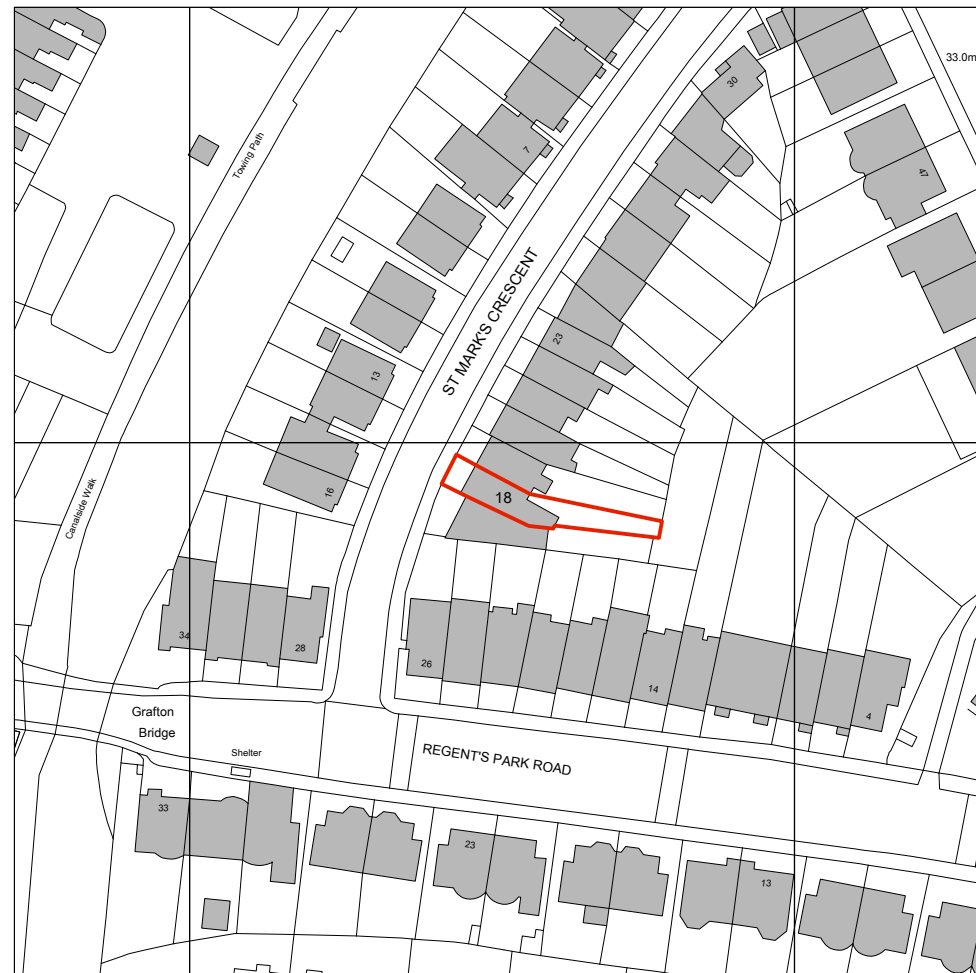 30
33.0m
Towing Path
7
47
ST MARK'S CRESCENT
23
13
18
16
Canalside Walk
34
28
26
14
4
Grafton
Bridge
Shelter
REGENT'S PARK ROAD
33
23
13